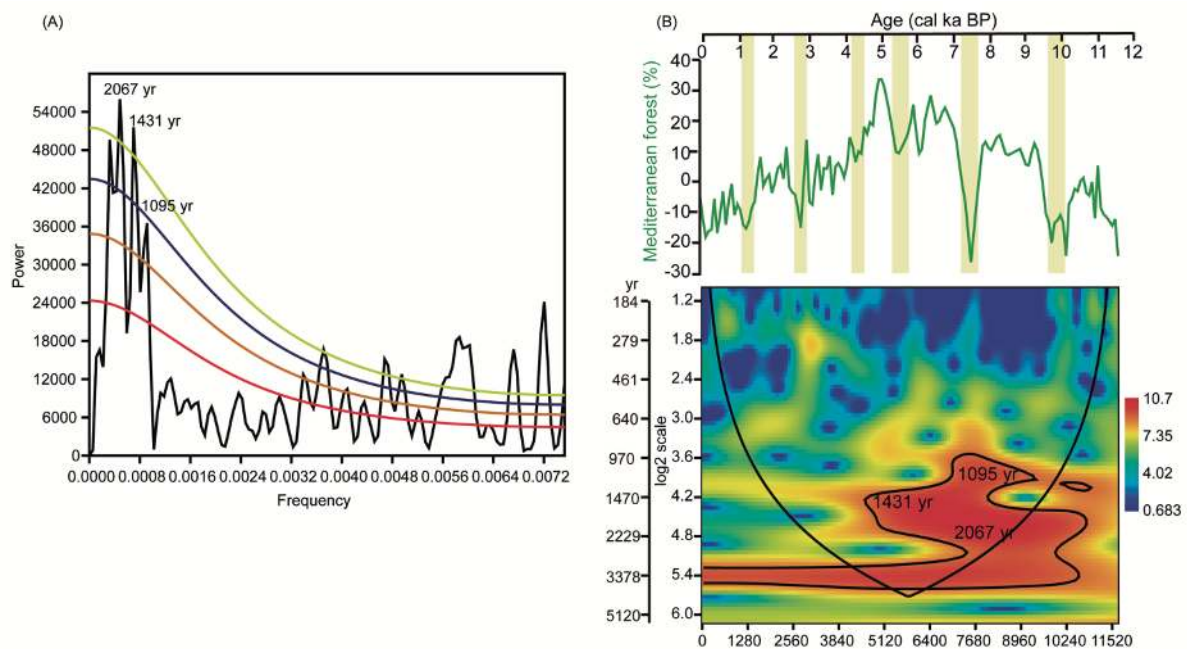 (A)
2067 yr
1431 yr
1095 yr
54000
48000
42000
36000
30000
24000
18000
12000
6000
0
Power
0.0000 0.0008 0.0016 0.0024 0.0032 0.0040 0.0048 0.0056 0.0064 0.0072
Frequency
(B)
Age (cal ka BP)
0 1 2 3 4 5 6 7 8 9 10 11 12
Mediterranean forest (%)
40
30
20
10
0
-10
-20
-30
yr
184
279
461
640
970
1470
2229
3378
5120
log2 scale
1.2
1.8
2.4
3.0
3.6
4.2
4.8
5.4
6.0
1095 yr
1431 yr
2067 yr
10.7
7.35
4.02
0.683
0 1280 2560 3840 5120 6400 7680 8960 10240 11520